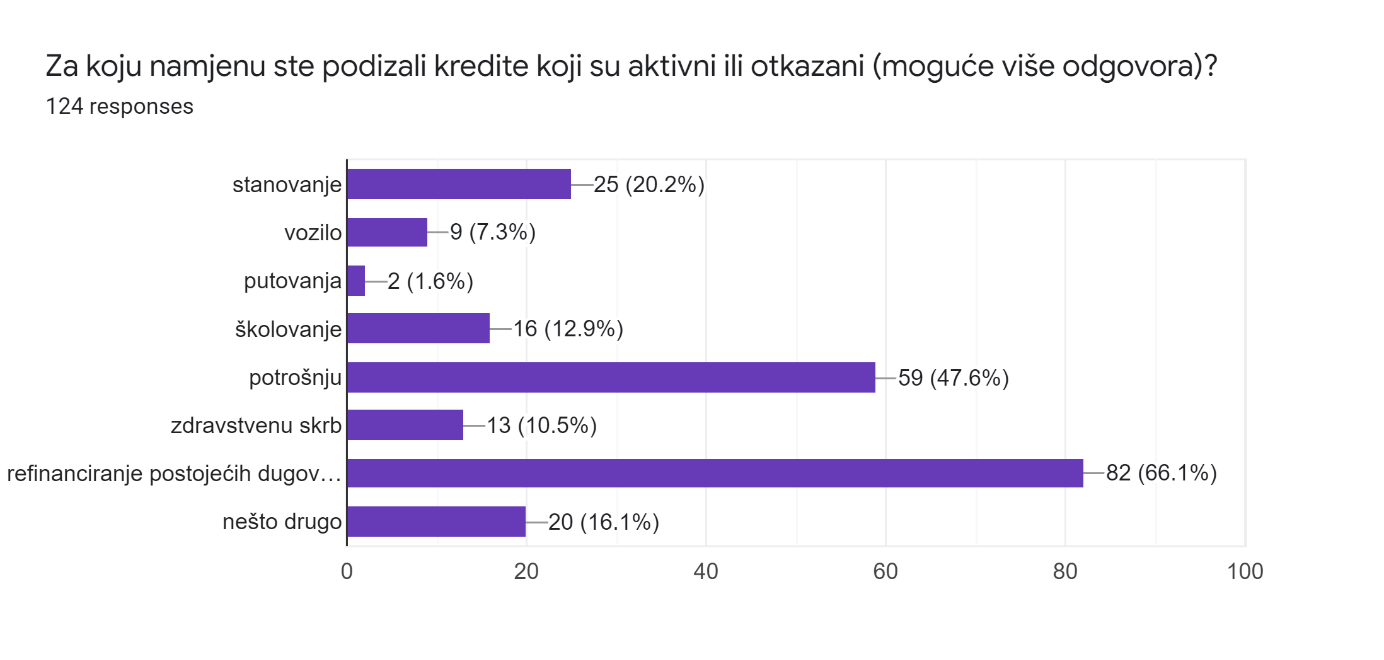 Za koju namjenu ste podizali kredite koji su aktivni ili otkazani (moguće više odgovora)?
124 responses
stanovanje 25 (20.2%)
vozilo 9 (7.3%)
putovanja 2 (1.6%)
školovanje 16 (12.9%)
potrošnju 59 (47.6%)
zdravstvenu skrb 13 (10.5%)
refinanciranje postojećih dugov… 82 (66.1%)
nešto drugo 20 (16.1%)
0 20 40 60 80 100